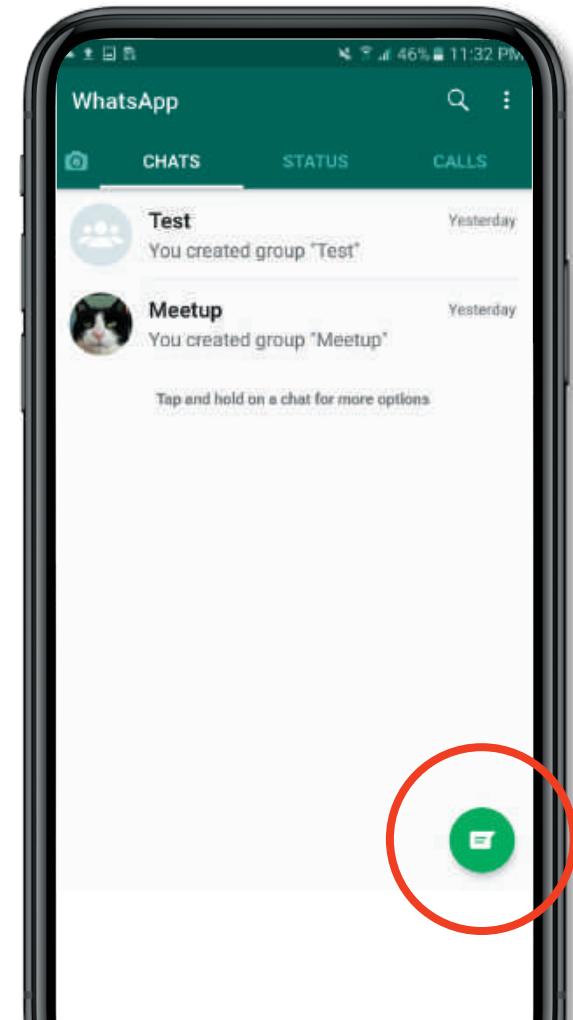 46% 11:32 PM
WhatsApp
CHATS STATUS CALLS
Test Yesterday
You created group "Test"
Meetup Yesterday
You created group "Meetup"
Tap and hold on a chat for more options